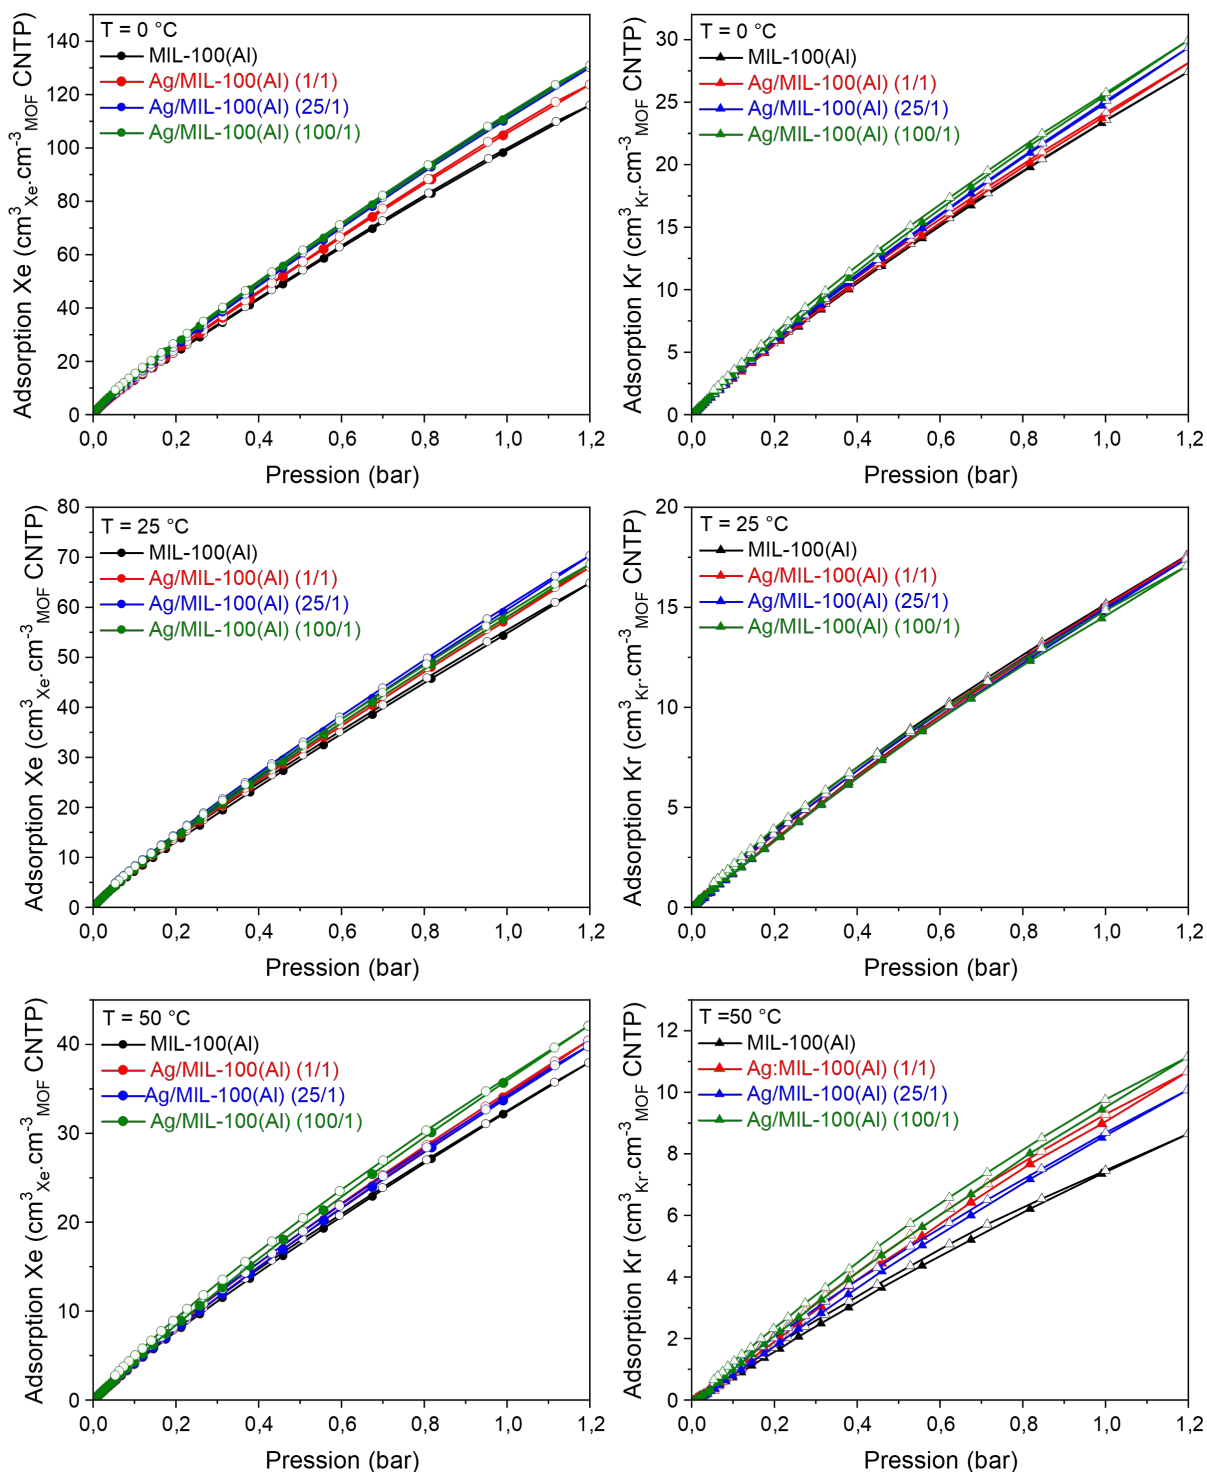 T = 0 °C
MIL-100(Al)
Ag/MIL-100(Al) (1/1)
Ag/MIL-100(Al) (25/1)
Ag/MIL-100(Al) (100/1)
Adsorption Xe (cm³Xe.cm⁻³MOF CNTP)
140
120
100
80
60
40
20
0
0,0 0,2 0,4 0,6 0,8 1,0 1,2
Pression (bar)
T = 0 °C
MIL-100(Al)
Ag/MIL-100(Al) (1/1)
Ag/MIL-100(Al) (25/1)
Ag/MIL-100(Al) (100/1)
Adsorption Kr (cm³Kr.cm⁻³MOF CNTP)
30
25
20
15
10
5
0
0,0 0,2 0,4 0,6 0,8 1,0 1,2
Pression (bar)
T = 25 °C
MIL-100(Al)
Ag/MIL-100(Al) (1/1)
Ag/MIL-100(Al) (25/1)
Ag/MIL-100(Al) (100/1)
Adsorption Xe (cm³Xe.cm⁻³MOF CNTP)
80
70
60
50
40
30
20
10
0
0,0 0,2 0,4 0,6 0,8 1,0 1,2
Pression (bar)
T = 25 °C
MIL-100(Al)
Ag/MIL-100(Al) (1/1)
Ag/MIL-100(Al) (25/1)
Ag/MIL-100(Al) (100/1)
Adsorption Kr (cm³Kr.cm⁻³MOF CNTP)
20
15
10
5
0
0,0 0,2 0,4 0,6 0,8 1,0 1,2
Pression (bar)
T = 50 °C
MIL-100(Al)
Ag/MIL-100(Al) (1/1)
Ag/MIL-100(Al) (25/1)
Ag/MIL-100(Al) (100/1)
Adsorption Xe (cm³Xe.cm⁻³MOF CNTP)
40
30
20
10
0
0,0 0,2 0,4 0,6 0,8 1,0 1,2
Pression (bar)
T =50 °C
MIL-100(Al)
Ag:MIL-100(Al) (1/1)
Ag/MIL-100(Al) (25/1)
Ag/MIL-100(Al) (100/1)
Adsorption Kr (cm³Kr.cm⁻³MOF CNTP)
12
10
8
6
4
2
0
0,0 0,2 0,4 0,6 0,8 1,0 1,2
Pression (bar)